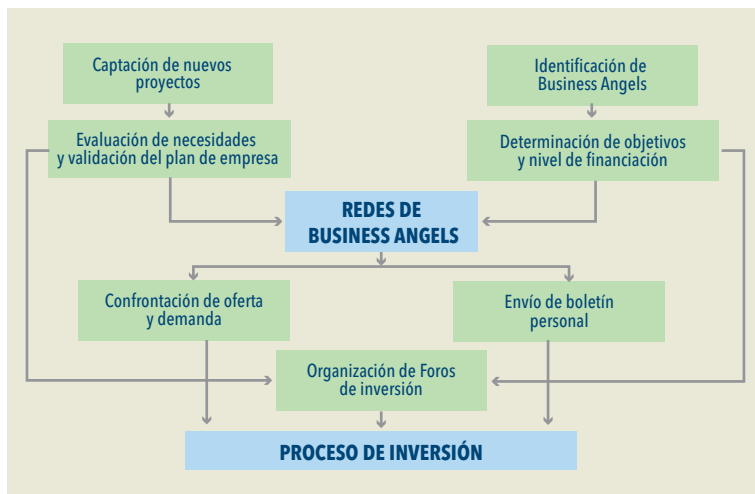 Captación de nuevos
proyectos
Identificación de
Business Angels
Evaluación de necesidades
y validación del plan de empresa
Determinación de objetivos
y nivel de financiación
REDES DE
BUSINESS ANGELS
Confrontación de oferta
y demanda
Envío de boletín
personal
Organización de Foros
de inversión
PROCESO DE INVERSIÓN